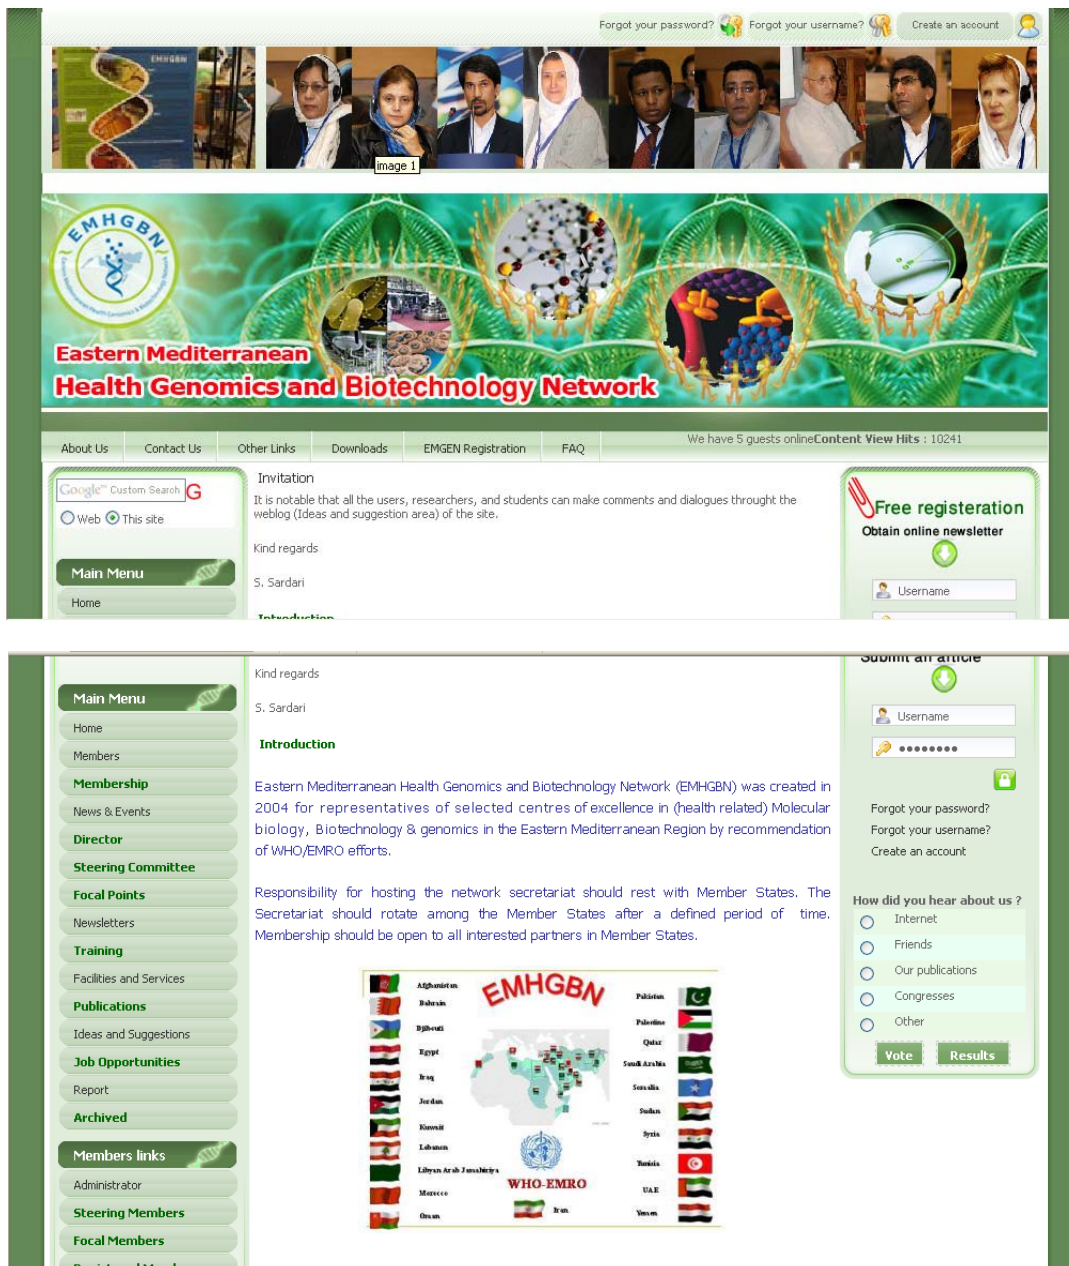 Forgot your password? Forgot your username? Create an account
EMHGBN
image 1
EMHGBN
Eastern Mediterranean
Health Genomics and Biotechnology Network
About Us Contact Us Other Links Downloads EMGEN Registration FAQ
We have 5 guests onlineContent View Hits : 10241
Google™ Custom Search G
Web This site
Main Menu
Home
Invitation
It is notable that all the users, researchers, and students can make comments and dialogues throught the
weblog (Ideas and suggestion area) of the site.
Kind regards
S. Sardari
Introduction
Free registeration
Obtain online newsletter
Username
Main Menu
Home
Members
Membership
News & Events
Director
Steering Committee
Focal Points
Newsletters
Training
Facilities and Services
Publications
Ideas and Suggestions
Job Opportunities
Report
Archived
Members links
Administrator
Steering Members
Focal Members
Kind regards
S. Sardari
Introduction
Eastern Mediterranean Health Genomics and Biotechnology Network (EMHGBN) was created in
2004 for representatives of selected centres of excellence in (health related) Molecular
biology, Biotechnology & genomics in the Eastern Mediterranean Region by recommendation
of WHO/EMRO efforts.
Responsibility for hosting the network secretariat should rest with Member States. The
Secretariat should rotate among the Member States after a defined period of time.
Membership should be open to all interested partners in Member States.
EMHGBN
Afghanistan
Bahrain
Djibouti
Egypt
Iraq
Jordan
Kuwait
Lebanon
Libyan Arab Jamahiriya
Morocco
Oman
Pakistan
Palestine
Qatar
Saudi Arabia
Somalia
Sudan
Syria
Tunisia
UAE
Yemen
WHO-EMRO
Iran
Submit an article
Username
Forgot your password?
Forgot your username?
Create an account
How did you hear about us ?
Internet
Friends
Our publications
Congresses
Other
Vote Results